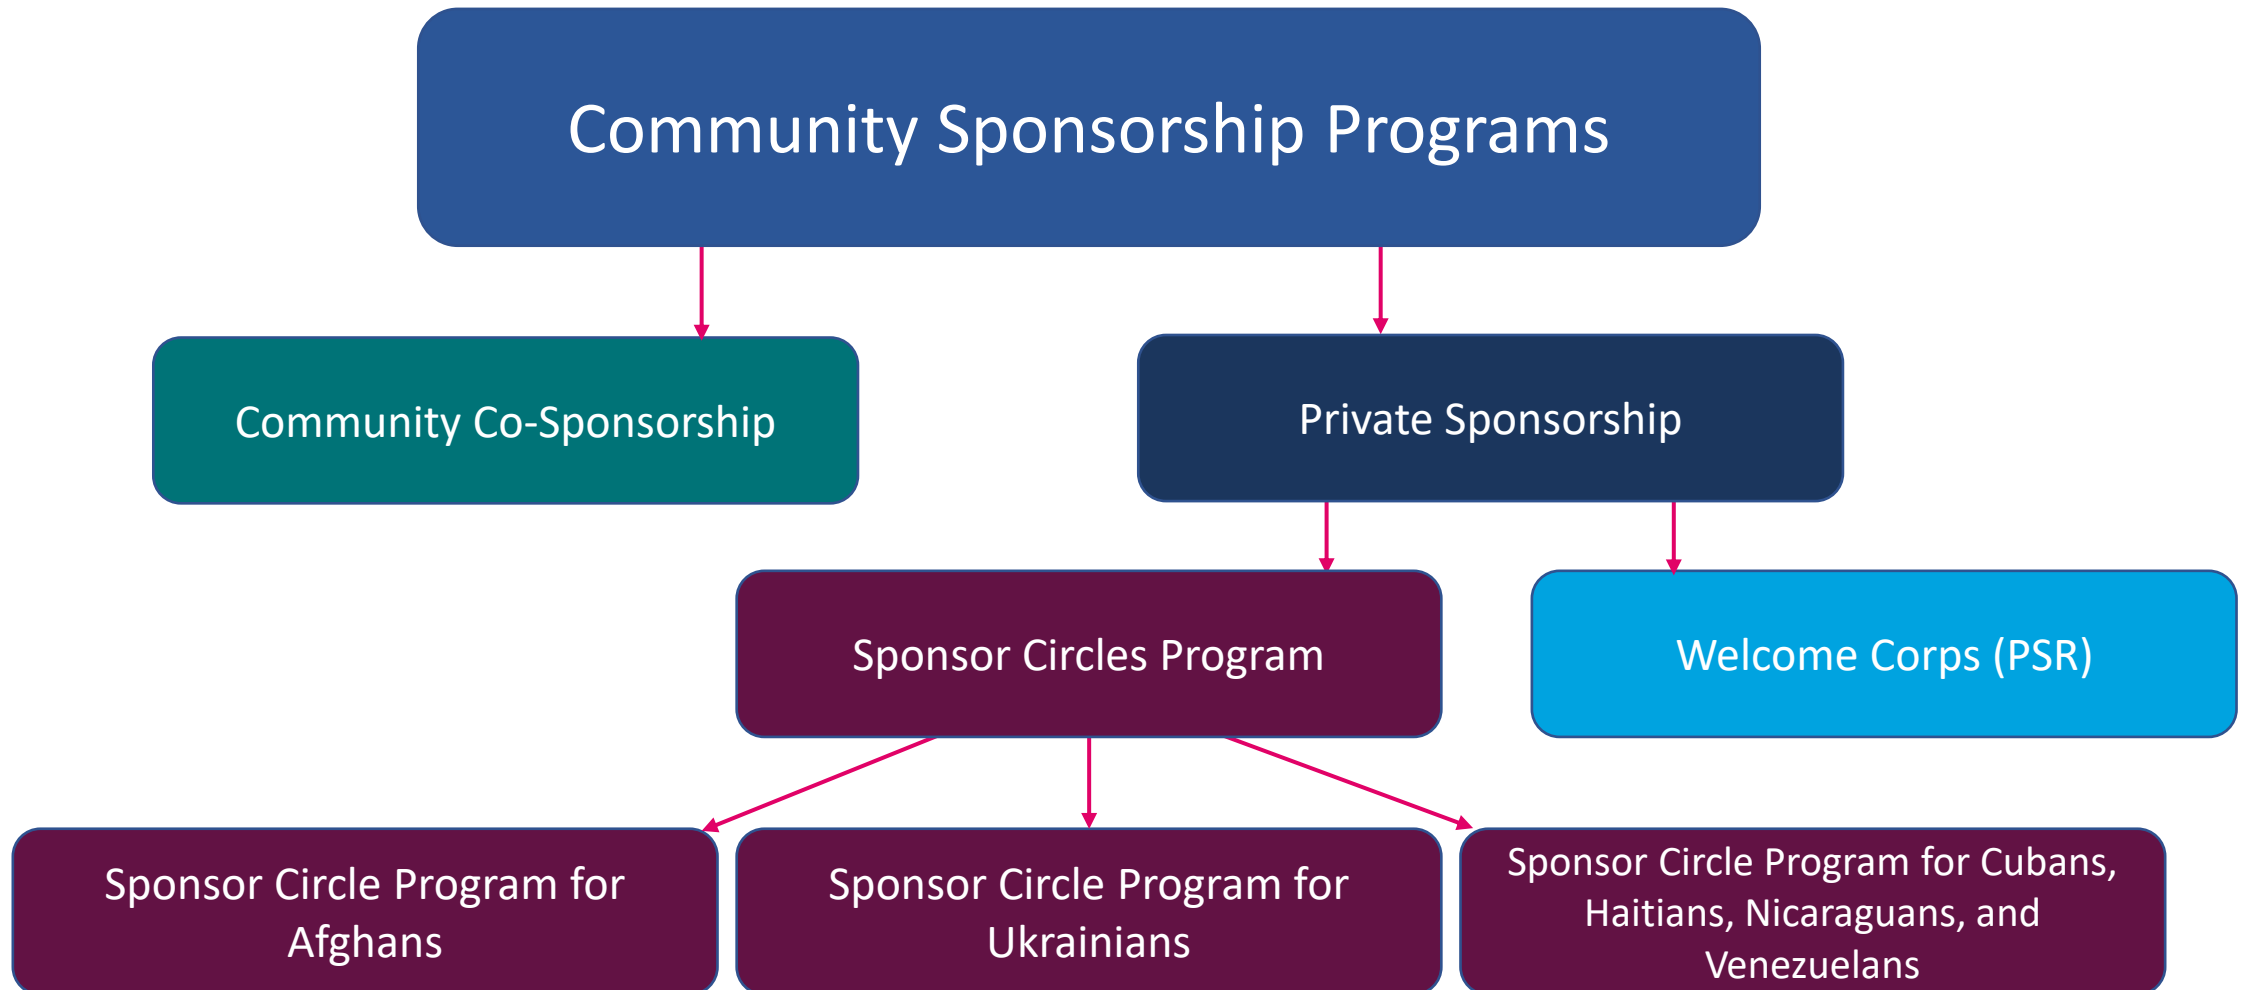 Community Sponsorship Programs
Community Co-Sponsorship
Private Sponsorship
Sponsor Circles Program
Welcome Corps (PSR)
Sponsor Circle Program for
Afghans
Sponsor Circle Program for
Ukrainians
Sponsor Circle Program for Cubans,
Haitians, Nicaraguans, and
Venezuelans